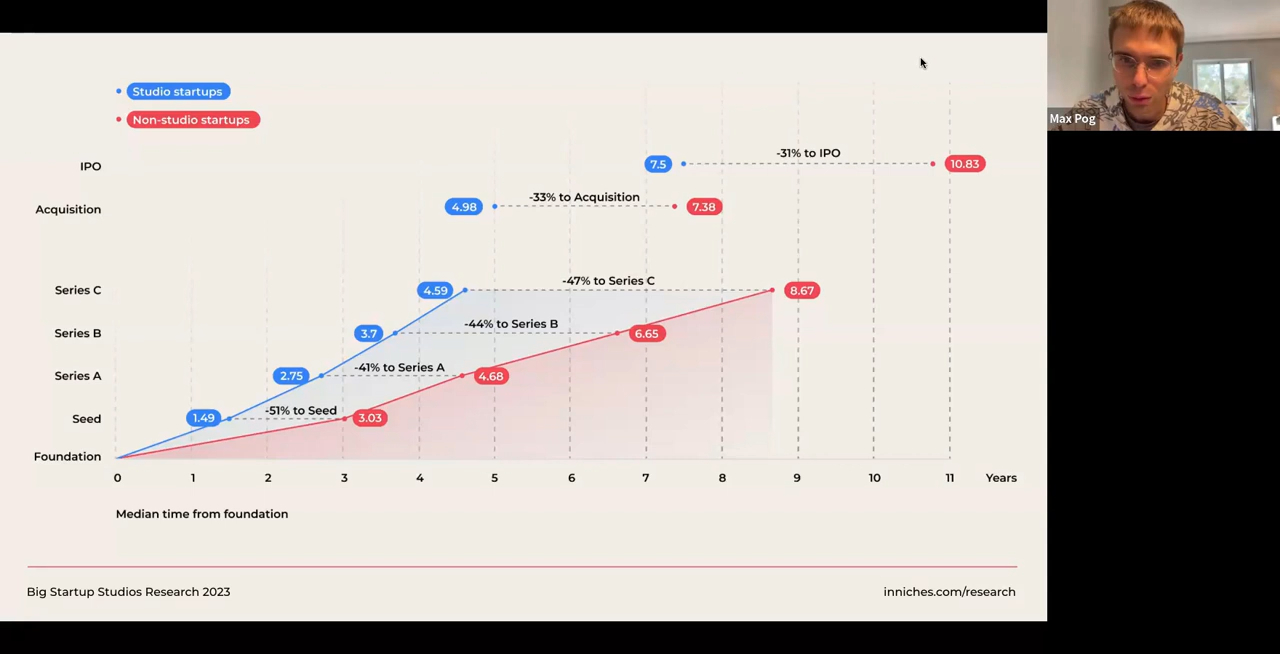 Studio startups
Non-studio startups
Max Pog
IPO
7.5
-31% to IPO
10.83
Acquisition
4.98
-33% to Acquisition
7.38
Series C
4.59
-47% to Series C
8.67
Series B
3.7
-44% to Series B
6.65
Series A
2.75
-41% to Series A
4.68
Seed
1.49
-51% to Seed
3.03
Foundation
0 1 2 3 4 5 6 7 8 9 10 11 Years
Median time from foundation
Big Startup Studios Research 2023
inniches.com/research